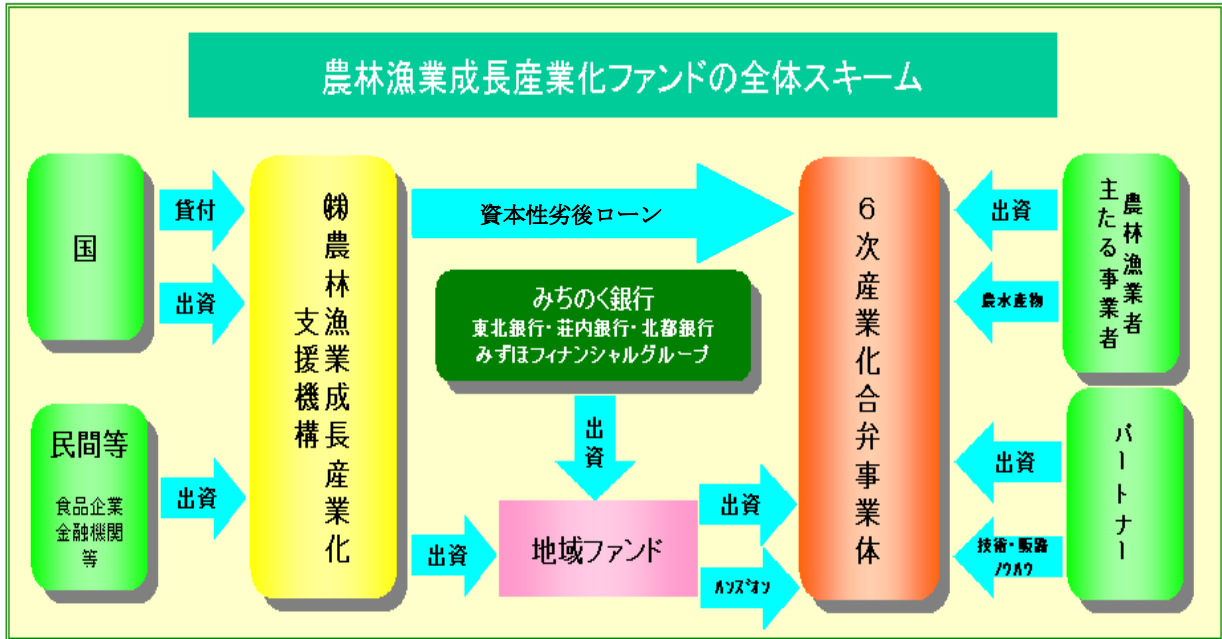 農林漁業成長産業化ファンドの全体スキーム
国
貸付
出資
民間等
食品企業
金融機関
等
出資
㈱農林漁業成長産業化
支援機構
資本性劣後ローン
みちのく銀行
東北銀行・荘内銀行・北都銀行
みずほフィナンシャルグループ
出資
出資
地域ファンド
出資
ハンズオン
6次産業化合弁事業体
出資
農水産物
農林漁業者
主たる事業者
出資
技術・販路
ノウハウ
パートナー